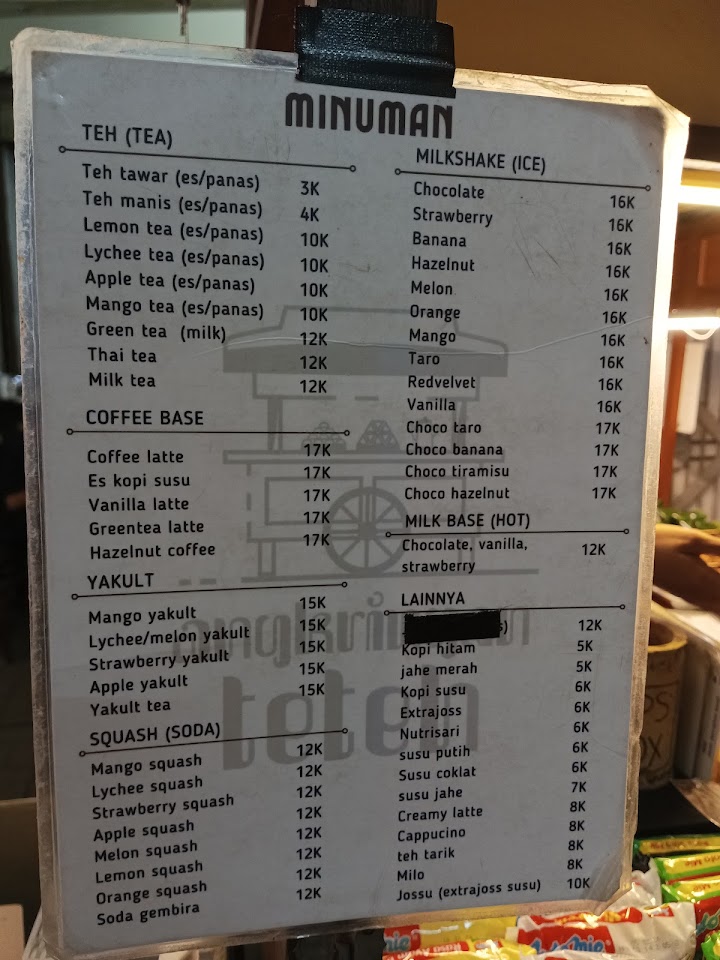 MINUMAN
TEH (TEA)
Teh tawar (es/panas) 3K
Teh manis (es/panas) 4K
Lemon tea (es/panas) 10K
Lychee tea (es/panas) 10K
Apple tea (es/panas) 10K
Mango tea (es/panas) 10K
Green tea (milk) 12K
Thai tea 12K
Milk tea 12K
COFFEE BASE
Coffee latte 17K
Es kopi susu 17K
Vanilla latte 17K
Greentea latte 17K
Hazelnut coffee 17K
YAKULT
Mango yakult 15K
Lychee/melon yakult 15K
Strawberry yakult 15K
Apple yakult 15K
Yakult tea 15K
SQUASH (SODA)
Mango squash 12K
Lychee squash 12K
Strawberry squash 12K
Apple squash 12K
Melon squash 12K
Lemon squash 12K
Orange squash 12K
Soda gembira 12K
MILKSHAKE (ICE)
Chocolate 16K
Strawberry 16K
Banana 16K
Hazelnut 16K
Melon 16K
Orange 16K
Mango 16K
Taro 16K
Redvelvet 16K
Vanilla 16K
Choco taro 17K
Choco banana 17K
Choco tiramisu 17K
Choco hazelnut 17K
MILK BASE (HOT)
Chocolate, vanilla, 12K
strawberry
LAINNYA
12K
Kopi hitam 5K
jahe merah 5K
Kopi susu 6K
Extrajoss 6K
Nutrisari 6K
susu putih 6K
Susu coklat 6K
susu jahe 7K
Creamy latte 8K
Cappucino 8K
teh tarik 8K
Milo 8K
Jossu (extrajoss susu) 10K
teteh
Rasa Ayam